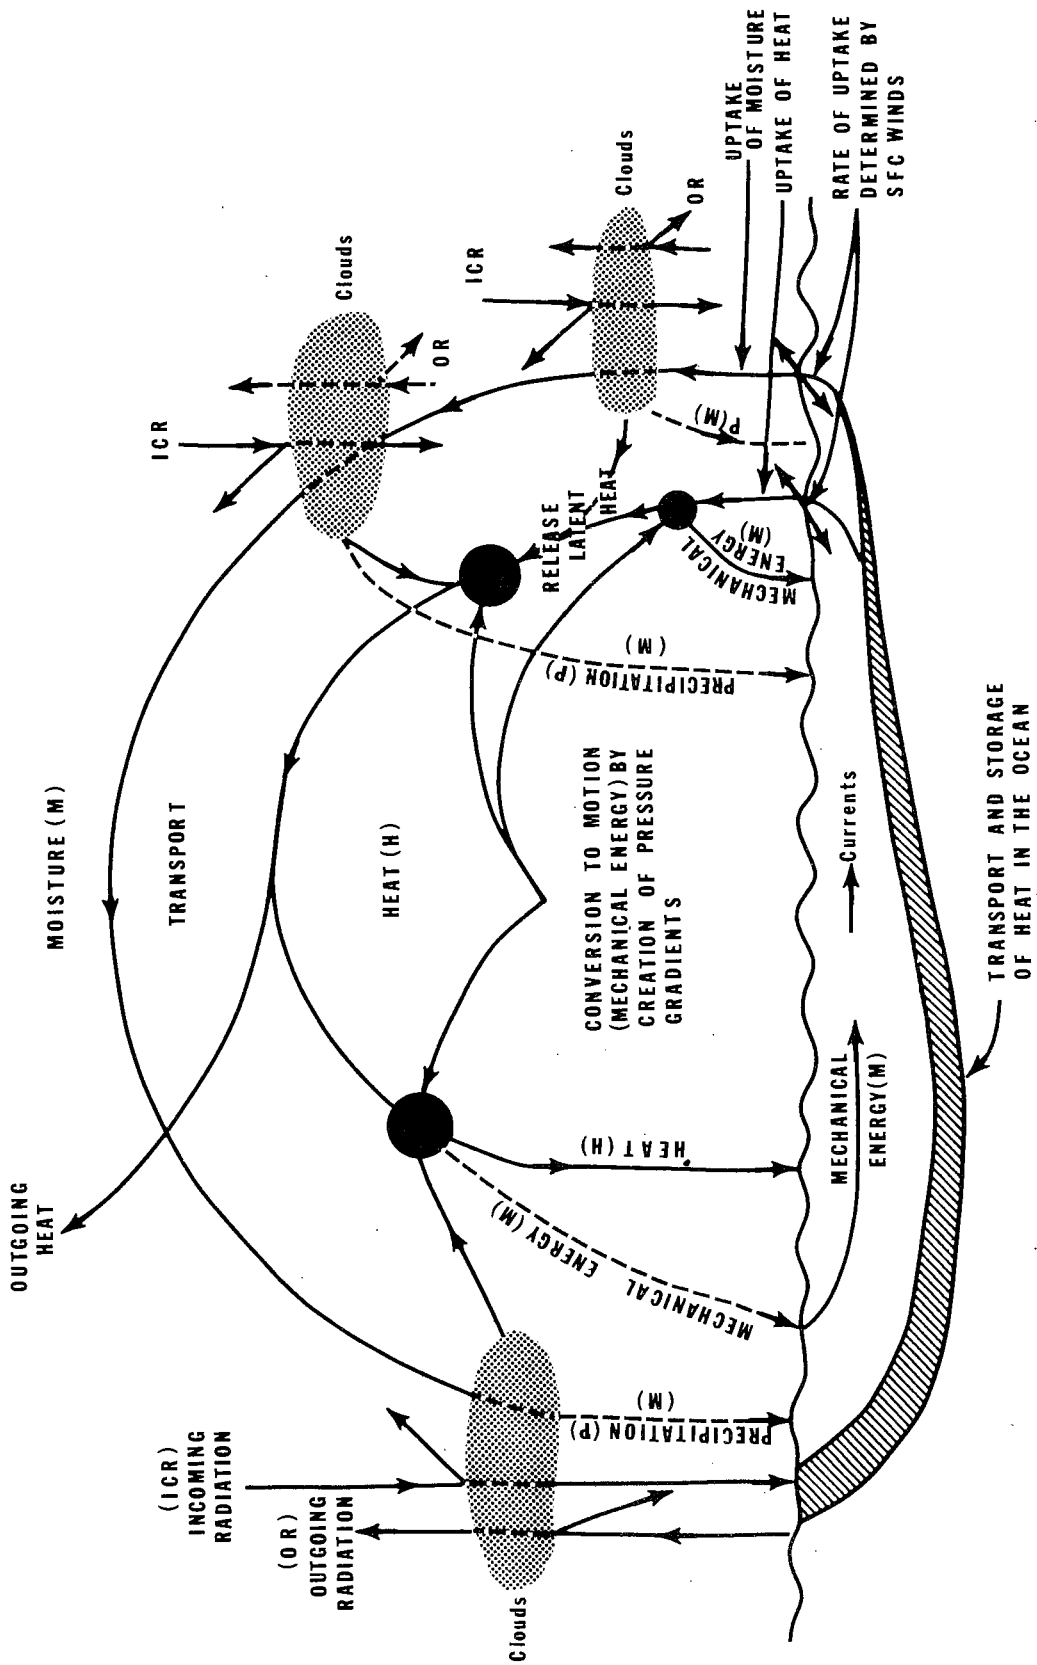 MOISTURE (M)
TRANSPORT
HEAT (H)
OUTGOING
HEAT
(ICR)
INCOMING
RADIATION
(OR)
OUTGOING
RADIATION
Clouds
PRECIPITATION (P)
(M)
MECHANICAL ENERGY (M)
HEAT (H)
CONVERSION TO MOTION
(MECHANICAL ENERGY) BY
CREATION OF PRESSURE
GRADIENTS
PRECIPITATION (P)
(M)
RELEASE
LATENT
HEAT
MECHANICAL
ENERGY
(M)
P(M)
ICR
OR
Clouds
ICR
OR
Clouds
UPTAKE
OF MOISTURE
UPTAKE OF HEAT
RATE OF UPTAKE
DETERMINED BY
SFC WINDS
MECHANICAL
ENERGY(M)
Currents
TRANSPORT AND STORAGE
OF HEAT IN THE OCEAN